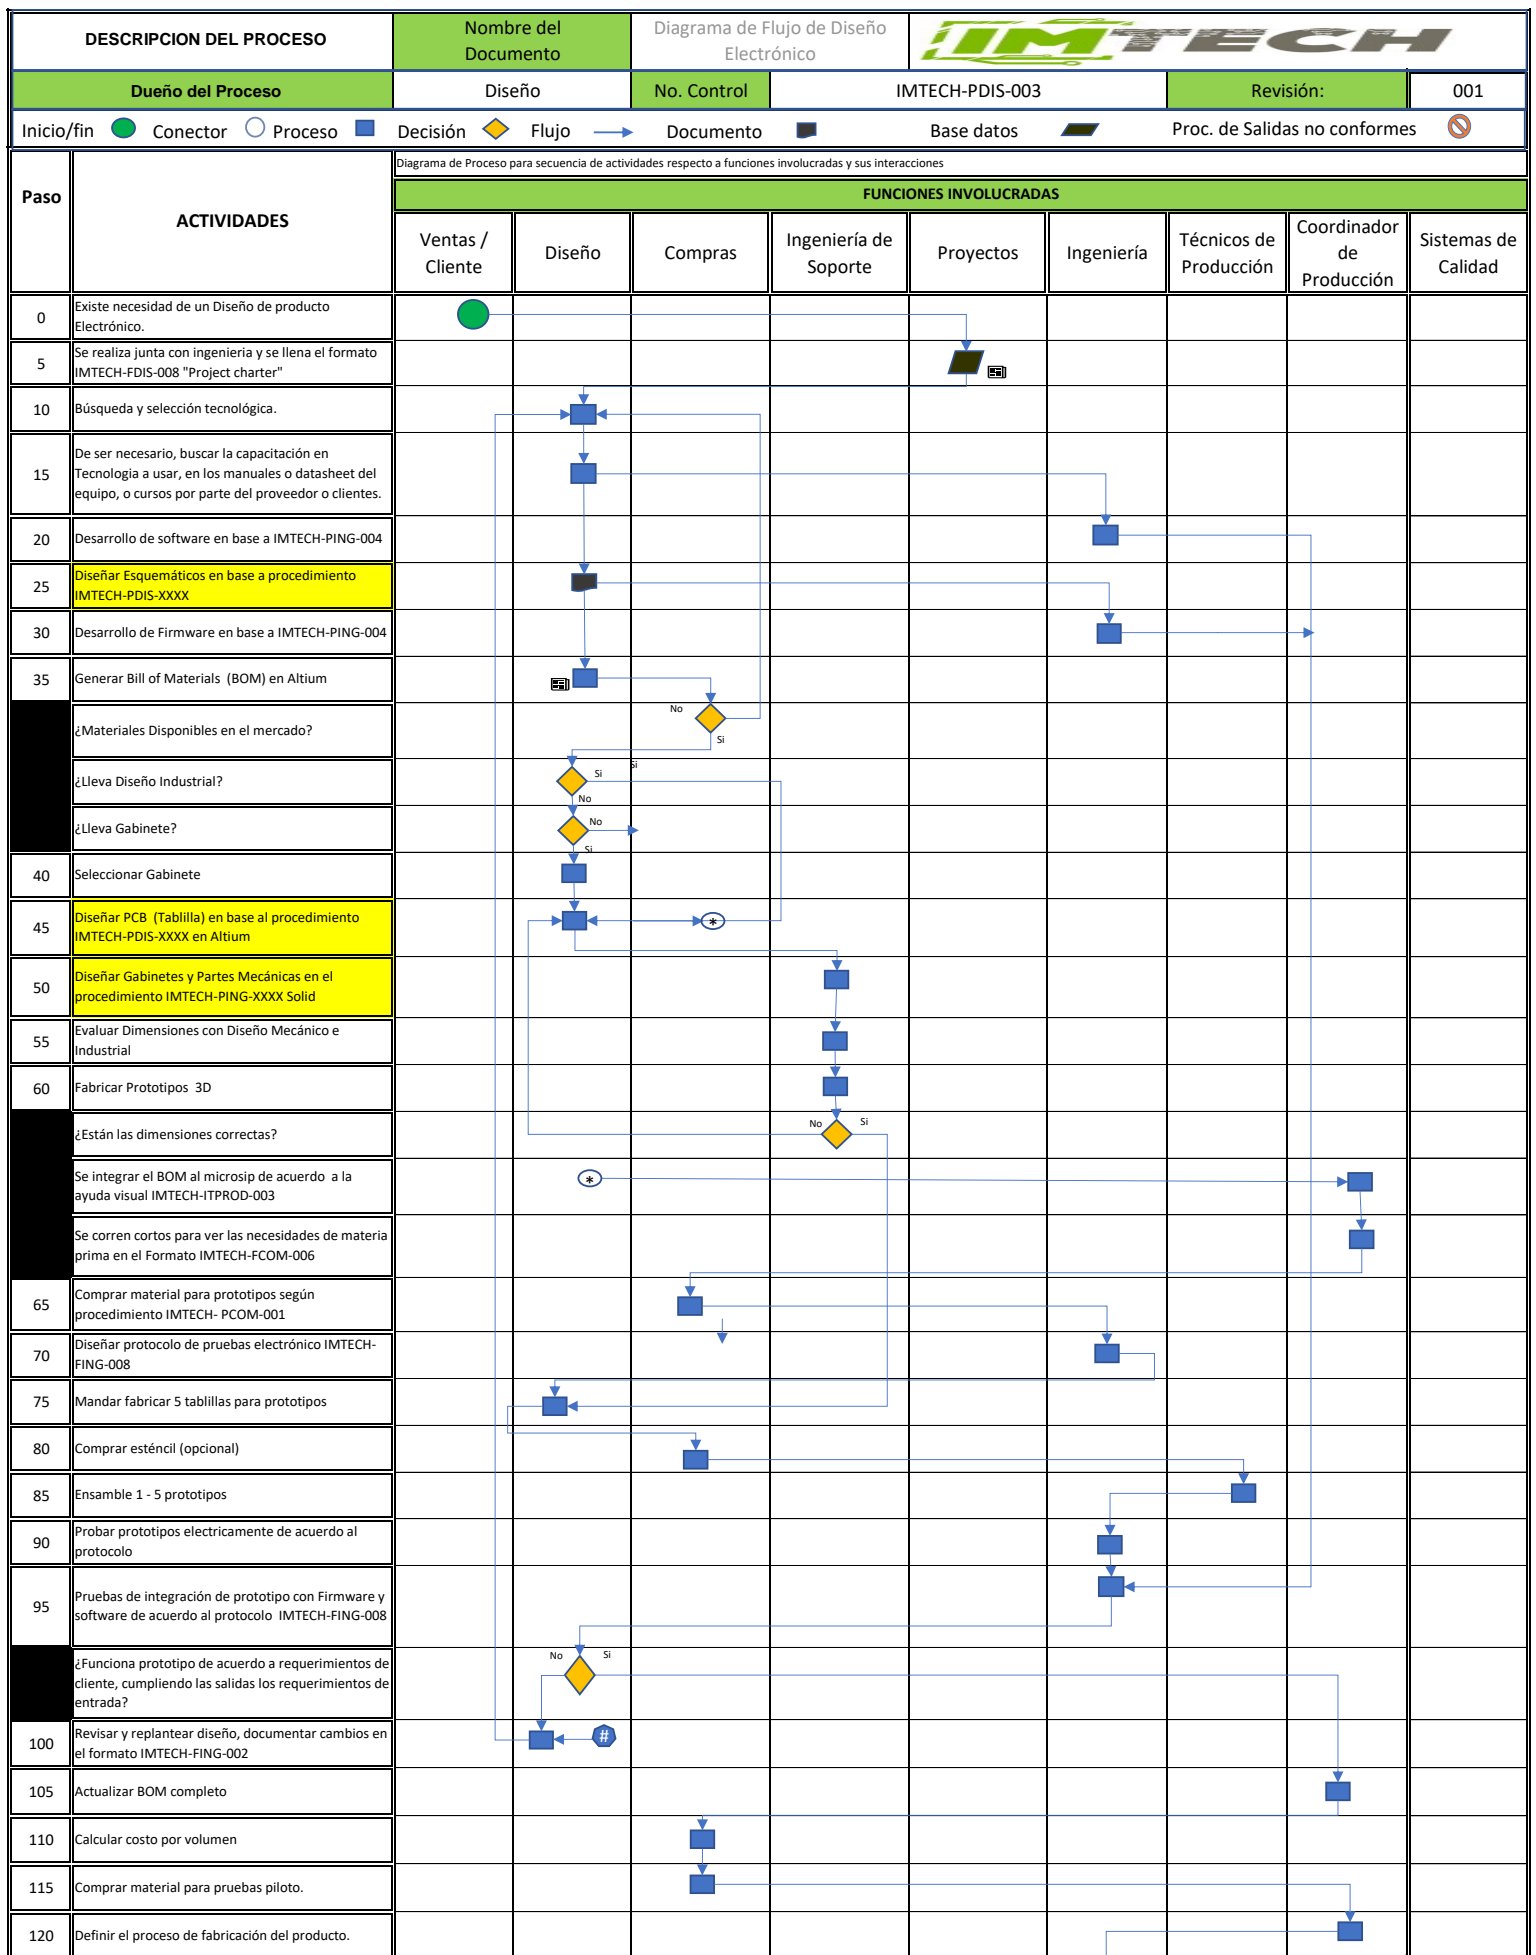 DESCRIPCION DEL PROCESO
Nombre del
Documento
Diagrama de Flujo de Diseño
Electrónico
IMTECH
Dueño del Proceso
Diseño
No. Control
IMTECH-PDIS-003
Revisión:
001
Inicio/fin
Conector
Proceso
Decisión
Flujo
Documento
Base datos
Proc. de Salidas no conformes
Paso
ACTIVIDADES
Diagrama de Proceso para secuencia de actividades respecto a funciones involucradas y sus interacciones
FUNCIONES INVOLUCRADAS
Ventas /
Cliente
Diseño
Compras
Ingeniería de
Soporte
Proyectos
Ingeniería
Técnicos de
Producción
Coordinador
de
Producción
Sistemas de
Calidad
0
Existe necesidad de un Diseño de producto
Electrónico.
5
Se realiza junta con ingenieria y se llena el formato
IMTECH-FDIS-008 "Project charter"
10
Búsqueda y selección tecnológica.
15
De ser necesario, buscar la capacitación en
Tecnologia a usar, en los manuales o datasheet del
equipo, o cursos por parte del proveedor o clientes.
20
Desarrollo de software en base a IMTECH-PING-004
25
Diseñar Esquemáticos en base a procedimiento
IMTECH-PDIS-XXXX
30
Desarrollo de Firmware en base a IMTECH-PING-004
35
Generar Bill of Materials (BOM) en Altium
¿Materiales Disponibles en el mercado?
No
Si
¿Lleva Diseño Industrial?
Si
Si
No
¿Lleva Gabinete?
No
Si
40
Seleccionar Gabinete
45
Diseñar PCB (Tablilla) en base al procedimiento
IMTECH-PDIS-XXXX en Altium
*
50
Diseñar Gabinetes y Partes Mecánicas en el
procedimiento IMTECH-PING-XXXX Solid
55
Evaluar Dimensiones con Diseño Mecánico e
Industrial
60
Fabricar Prototipos 3D
¿Están las dimensiones correctas?
No
Si
Se integrar el BOM al microsip de acuerdo a la
ayuda visual IMTECH-ITPROD-003
*
Se corren cortos para ver las necesidades de materia
prima en el Formato IMTECH-FCOM-006
65
Comprar material para prototipos según
procedimiento IMTECH- PCOM-001
70
Diseñar protocolo de pruebas electrónico IMTECH-
FING-008
75
Mandar fabricar 5 tablillas para prototipos
80
Comprar esténcil (opcional)
85
Ensamble 1 - 5 prototipos
90
Probar prototipos electricamente de acuerdo al
protocolo
95
Pruebas de integración de prototipo con Firmware y
software de acuerdo al protocolo IMTECH-FING-008
¿Funciona prototipo de acuerdo a requerimientos de
cliente, cumpliendo las salidas los requerimientos de
entrada?
No
Si
100
Revisar y replantear diseño, documentar cambios en
el formato IMTECH-FING-002
#
105
Actualizar BOM completo
110
Calcular costo por volumen
115
Comprar material para pruebas piloto.
120
Definir el proceso de fabricación del producto.